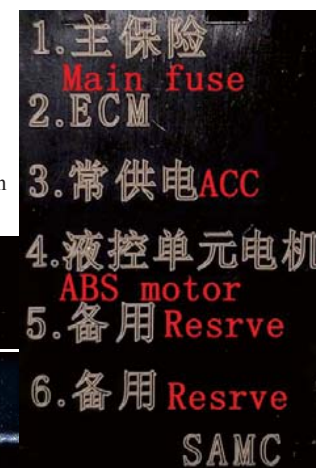 1.主保险
Main fuse
2.ECM
3.常供电ACC
4.液控单元电机
ABS motor
5.备用Resrve
6.备用Resrve
SAMC